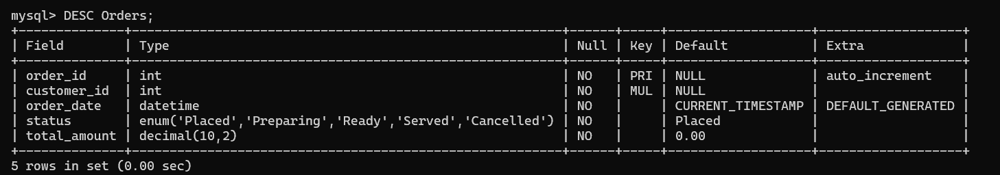 mysql> DESC Orders;
+--------------+---------------------------------------------------------+------+-----+-------------------+-------------------+
| Field        | Type                                                    | Null | Key | Default           | Extra             |
+--------------+---------------------------------------------------------+------+-----+-------------------+-------------------+
| order_id     | int                                                     | NO   | PRI | NULL              | auto_increment    |
| customer_id  | int                                                     | NO   | MUL | NULL              |                   |
| order_date   | datetime                                                | NO   |     | CURRENT_TIMESTAMP | DEFAULT_GENERATED |
| status       | enum('Placed','Preparing','Ready','Served','Cancelled') | NO   |     | Placed            |                   |
| total_amount | decimal(10,2)                                           | NO   |     | 0.00              |                   |
+--------------+---------------------------------------------------------+------+-----+-------------------+-------------------+
5 rows in set (0.00 sec)